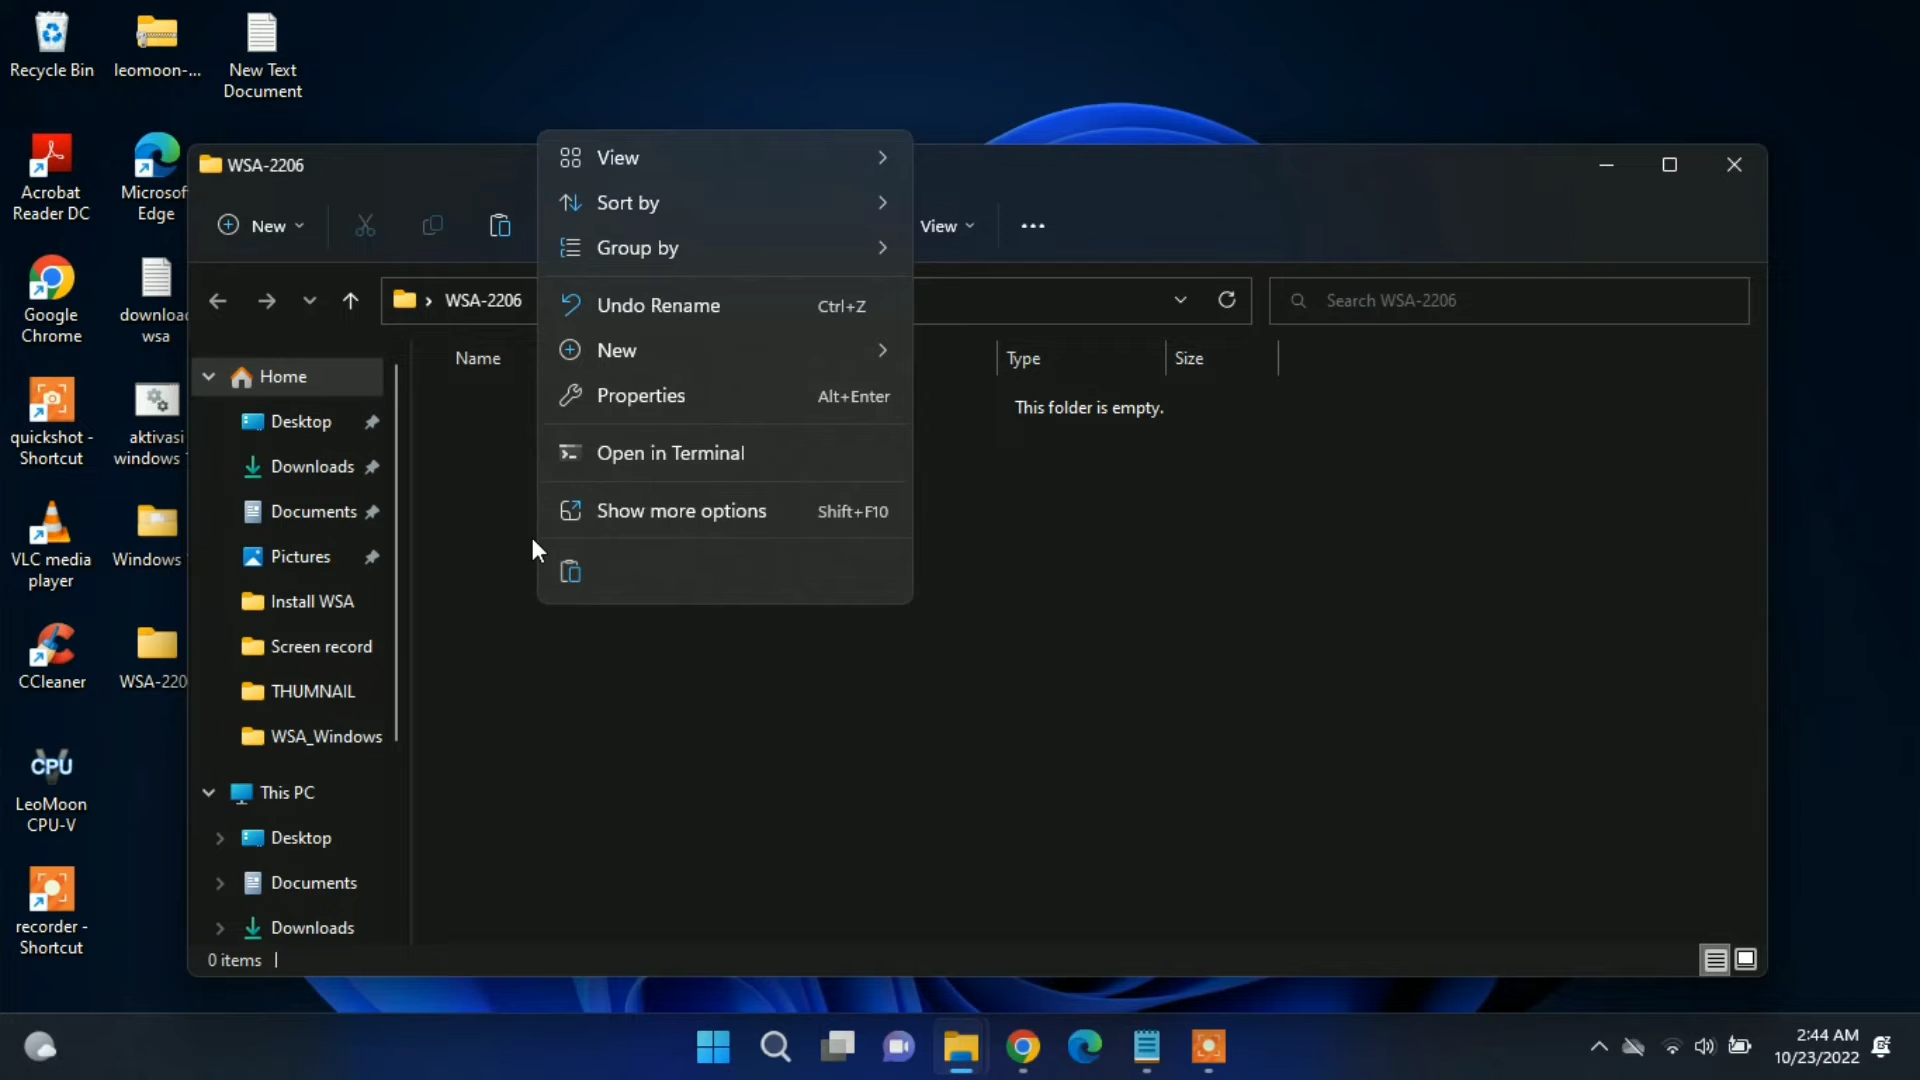 Recycle Bin
leomoon-...
New Text
Document
Acrobat
Reader DC
Microsof
Edge
Google
Chrome
download
wsa
quickshot -
Shortcut
aktivasi
windows
VLC media
player
Windows
CCleaner
WSA-220
CPU
LeoMoon
CPU-V
recorder -
Shortcut
WSA-2206
New
View
WSA-2206
Search WSA-2206
Name
Type
Size
This folder is empty.
Home
Desktop
Downloads
Documents
Pictures
Install WSA
Screen record
THUMNAIL
WSA_Windows
This PC
Desktop
Documents
Downloads
0 items
View
Sort by
Group by
Undo Rename Ctrl+Z
New
Properties Alt+Enter
Open in Terminal
Show more options Shift+F10
2:44 AM
10/23/2022